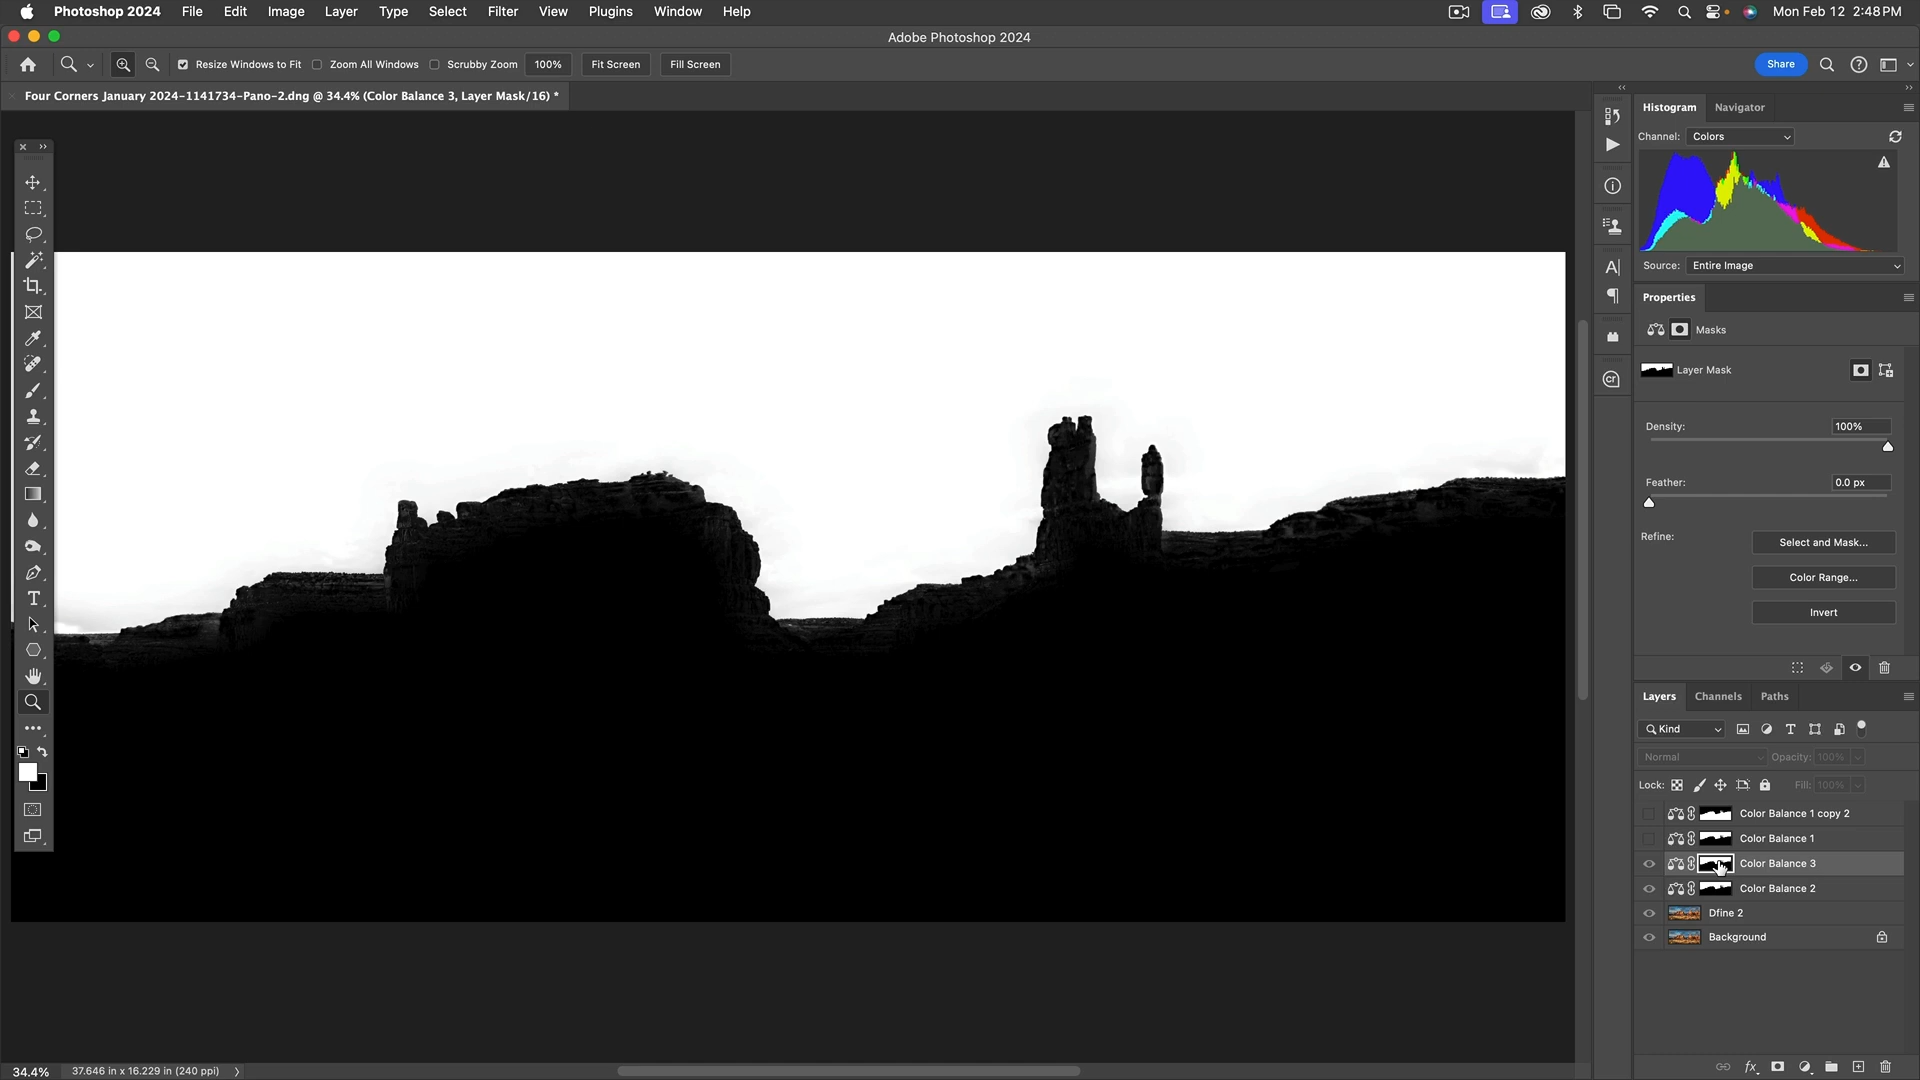 Photoshop 2024 File Edit Image Layer Type Select Filter View Plugins Window Help
Mon Feb 12 2:48 PM
Adobe Photoshop 2024
Resize Windows to Fit Zoom All Windows Scrubby Zoom 100% Fit Screen Fill Screen
Share
Four Corners January 2024-1141734-Pano-2.dng @ 34.4% (Color Balance 3, Layer Mask/16) *
Histogram Navigator
Channel: Colors
Source: Entire Image
Properties
Masks
Layer Mask
Density: 100%
Feather: 0.0 px
Refine: Select and Mask...
Color Range...
Invert
Layers Channels Paths
Kind
Normal Opacity: 100%
Lock: Fill: 100%
Color Balance 1 copy 2
Color Balance 1
Color Balance 3
Color Balance 2
Dfine 2
Background
34.4% 37.646 in x 16.229 in (240 ppi)